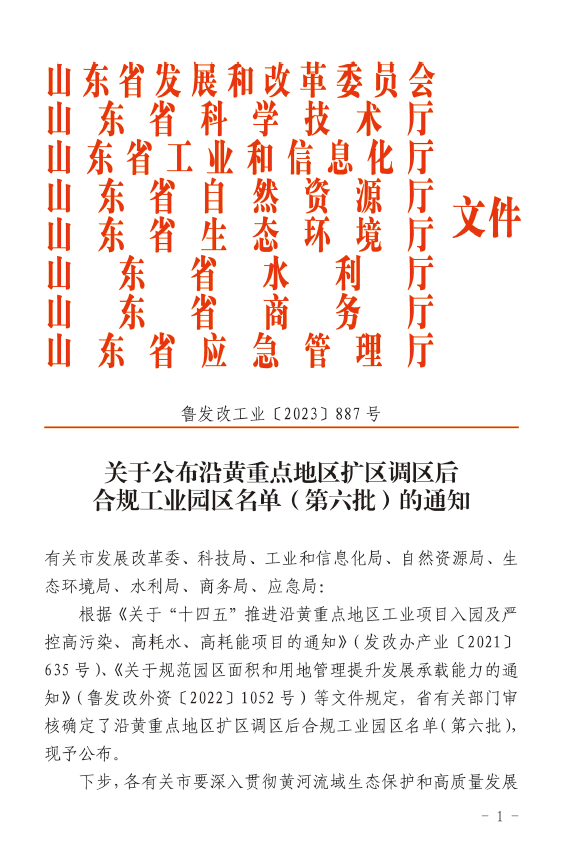 山东省发展和改革委员会
山东省科学技术厅
山东省工业和信息化厅
山东省自然资源厅
山东省生态环境厅
山东省水利厅
山东省商务厅
山东省应急管理厅
文件
鲁发改工业〔2023〕887号
关于公布沿黄重点地区扩区调区后
合规工业园区名单（第六批）的通知
有关市发展改革委、科技局、工业和信息化局、自然资源局、生
态环境局、水利局、商务局、应急局：
根据《关于“十四五”推进沿黄重点地区工业项目入园及严
控高污染、高耗水、高耗能项目的通知》（发改办产业〔2021〕
635号）、《关于规范园区面积和用地管理提升发展承载能力的通
知》（鲁发改外资〔2022〕1052号）等文件规定，省有关部门审
核确定了沿黄重点地区扩区调区后合规工业园区名单（第六批），
现予公布。
下步，各有关市要深入贯彻黄河流域生态保护和高质量发展
- 1 -